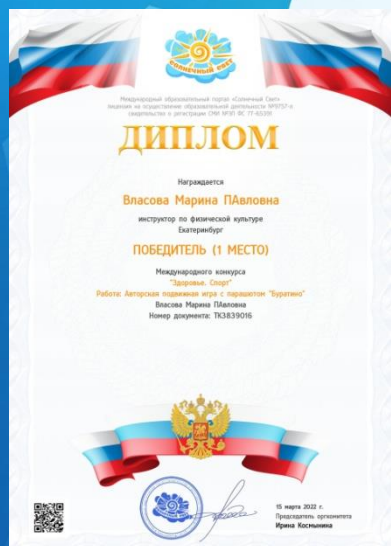 СОЛНЕЧНЫЙ СВЕТ
Международный образовательный портал «Солнечный Свет»
лицензия на осуществление образовательной деятельности №9757-л
свидетельство о регистрации СМИ №ЭЛ ФС 77-65391
ДИПЛОМ
Награждается
Власова Марина ПАвловна
инструктор по физической культуре
Екатеринбург
ПОБЕДИТЕЛЬ (1 МЕСТО)
Международного конкурса
"Здоровье. Спорт"
Работа: Авторская подвижная игра с парашютом "Буратино"
Власова Марина ПАвловна
Номер документа: ТК3839016
15 марта 2022 г.
Председатель оргкомитета
Ирина Космынина